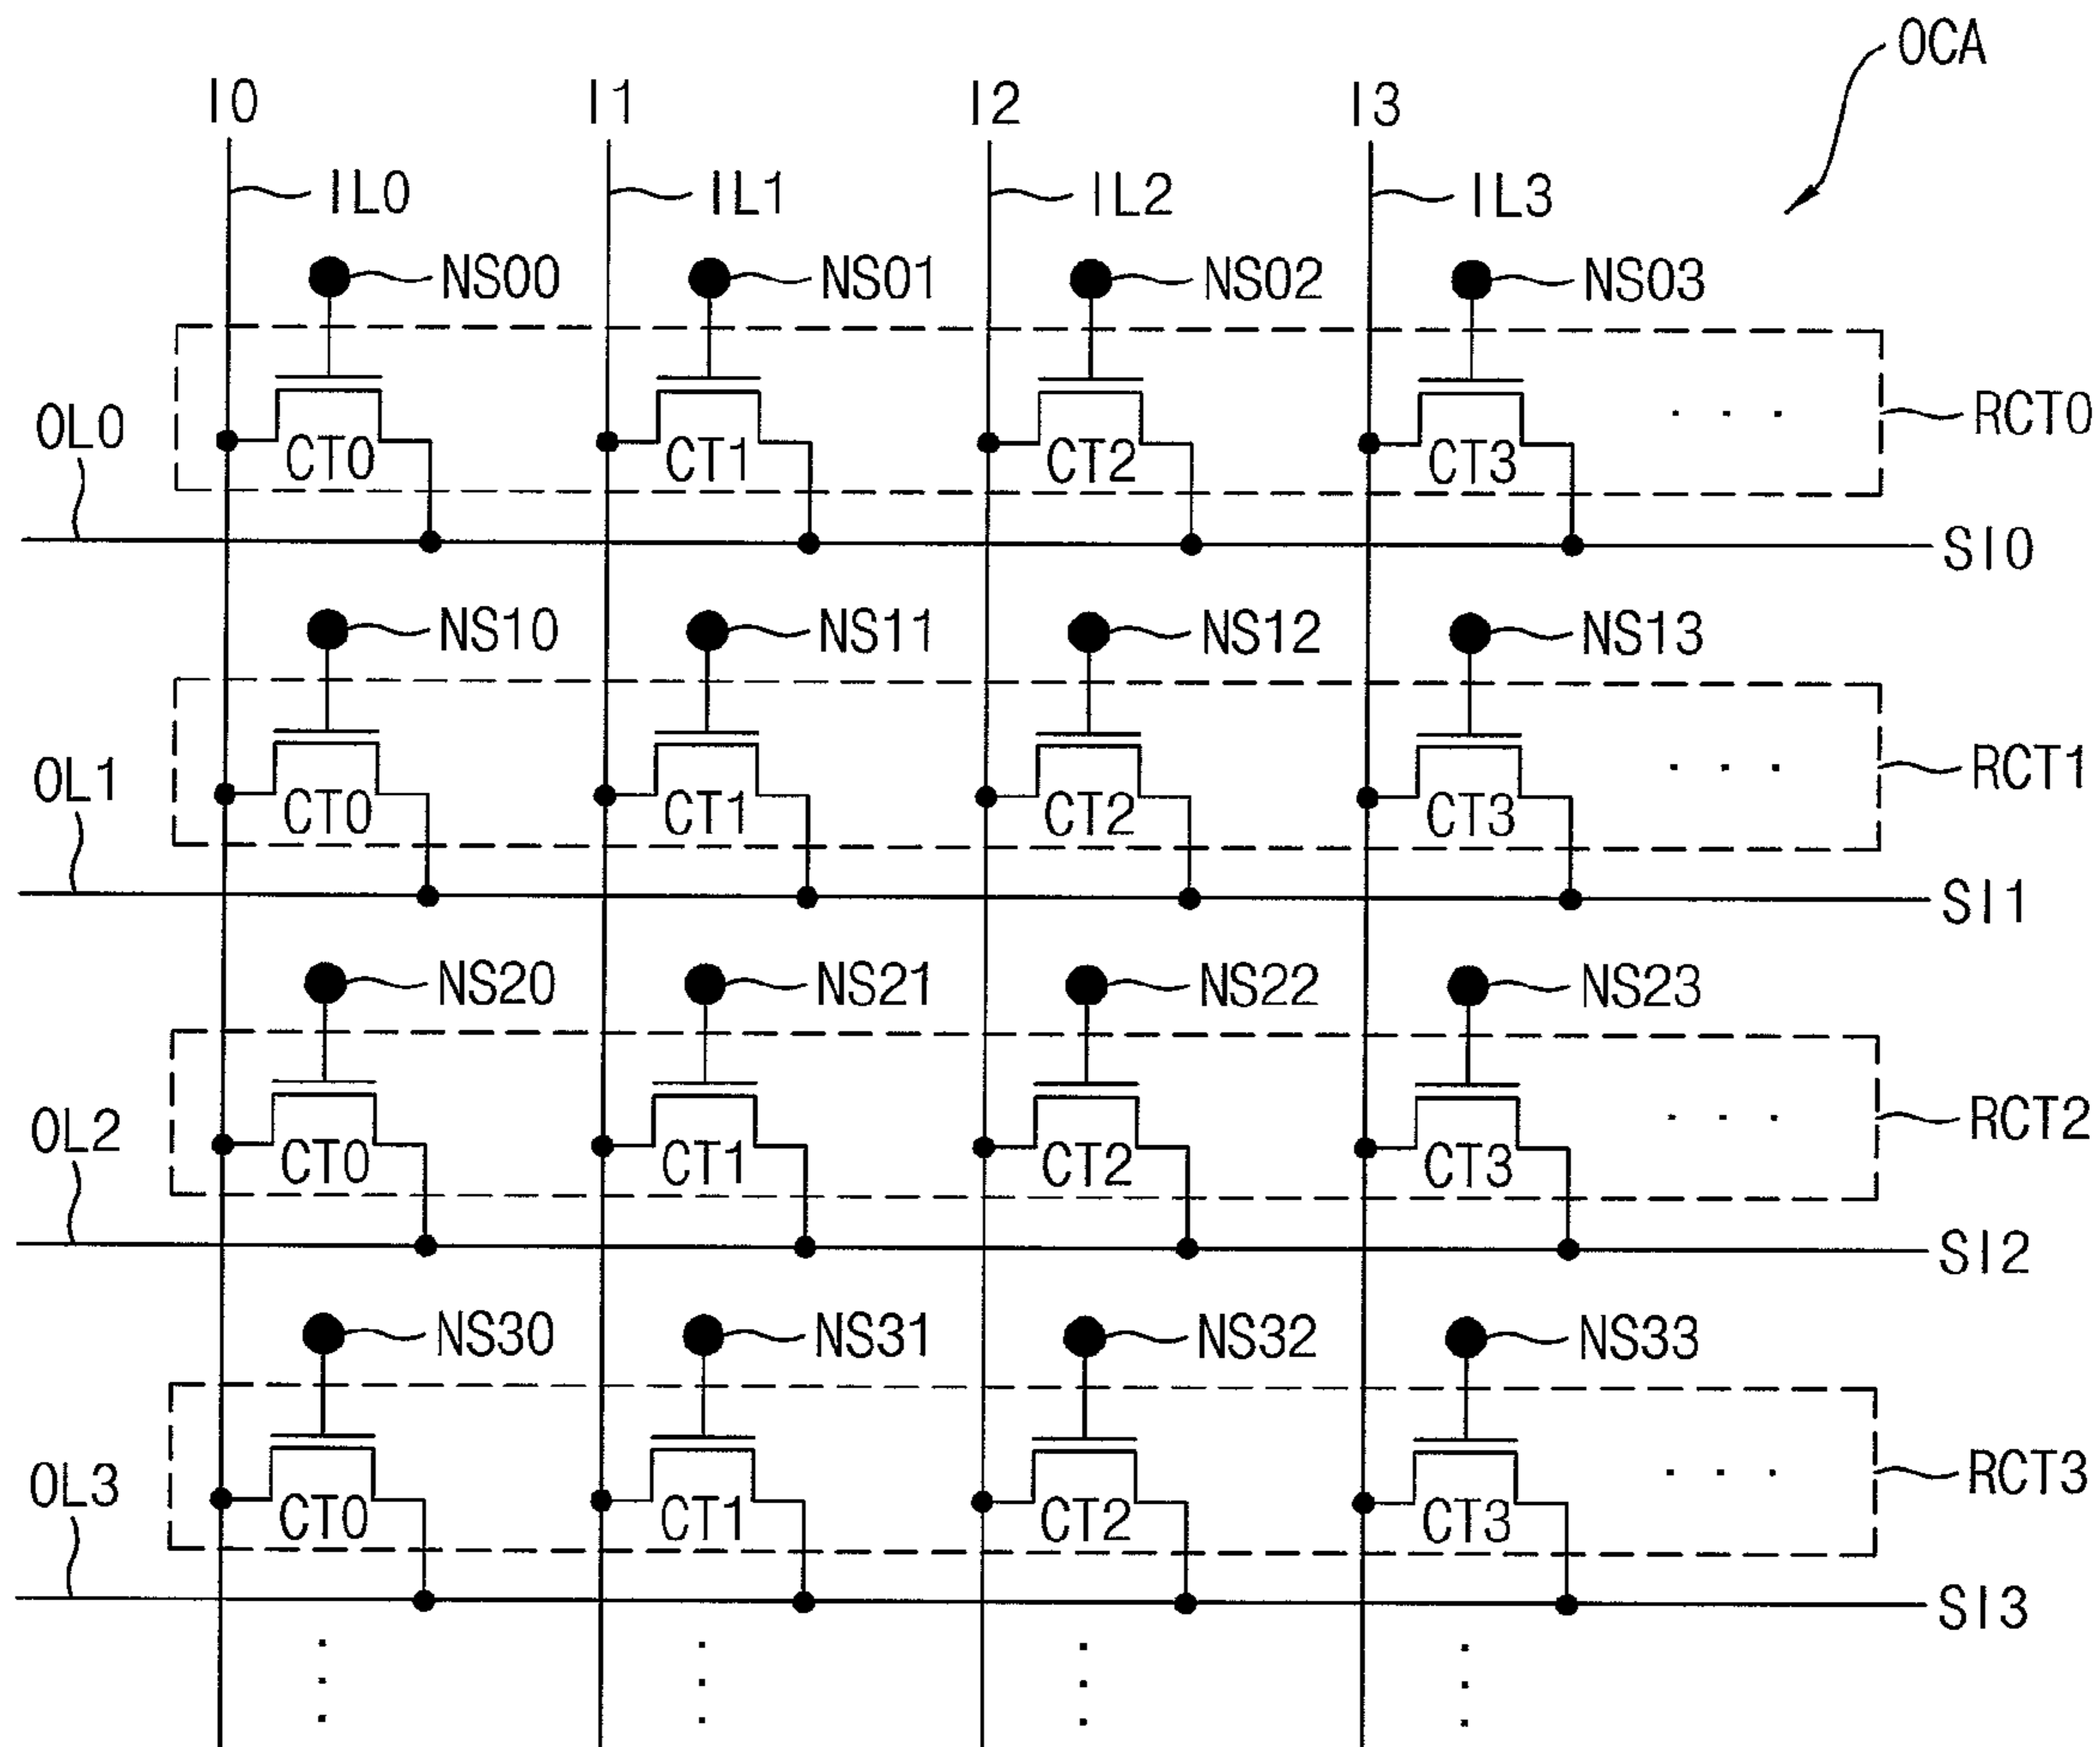 OCA
I0 I1 I2 I3
IL0 IL1 IL2 IL3
NS00 NS01 NS02 NS03
OL0 CT0 CT1 CT2 CT3 . . . RCT0
SI0
NS10 NS11 NS12 NS13
OL1 CT0 CT1 CT2 CT3 . . . RCT1
SI1
NS20 NS21 NS22 NS23
OL2 CT0 CT1 CT2 CT3 . . . RCT2
SI2
NS30 NS31 NS32 NS33
OL3 CT0 CT1 CT2 CT3 . . . RCT3
SI3